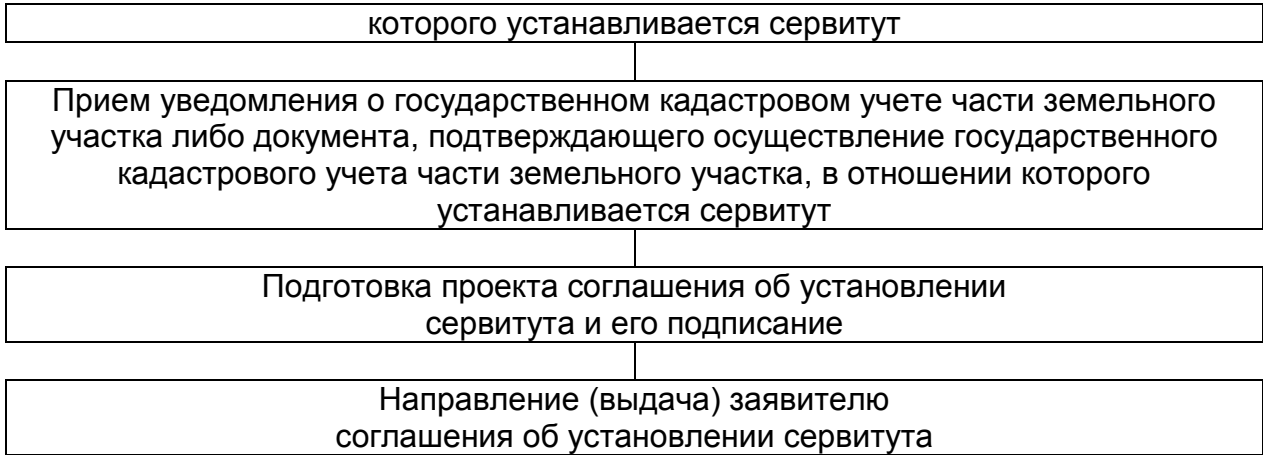 которого устанавливается сервитут
Прием уведомления о государственном кадастровом учете части земельного
участка либо документа, подтверждающего осуществление государственного
кадастрового учета части земельного участка, в отношении которого
устанавливается сервитут
Подготовка проекта соглашения об установлении
сервитута и его подписание
Направление (выдача) заявителю
соглашения об установлении сервитута